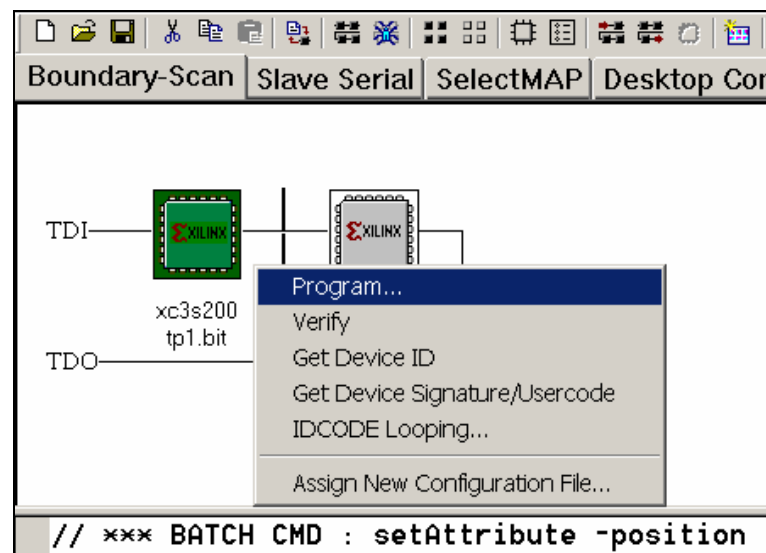 Boundary-Scan Slave Serial SelectMAP Desktop Cor
TDI
XILINX XILINX
xc3s200
tp1.bit
TDO
Program...
Verify
Get Device ID
Get Device Signature/Usercode
IDCODE Looping...
Assign New Configuration File...
// *** BATCH CMD : setAttribute -position